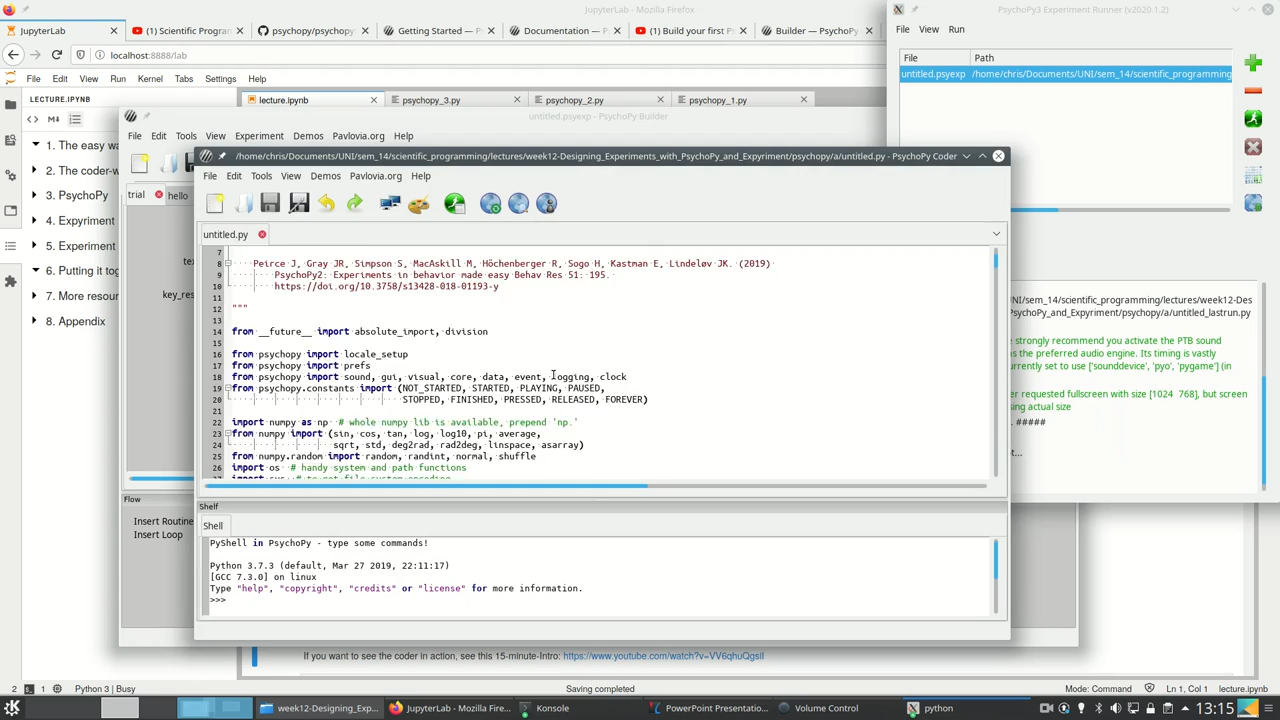 JupyterLab - Mozilla Firefox
PsychoPy3 Experiment Runner (v2020.1.2)
JupyterLab
(1) Scientific Program
psychopy/psychopy
Getting Started — P
Documentation — P
(1) Build your first P
Builder — PsychoP
File View Run
localhost:8888/lab
File Path
untitled.psyexp /home/chris/Documents/UNI/sem_14/scientific_programming
File Edit View Run Kernel Tabs Settings Help
LECTURE.IPYNB
lecture.ipynb
psychopy_3.py
psychopy_2.py
psychopy_1.py
untitled.psyexp - PsychoPy Builder
File Edit Tools View Experiment Demos Pavlovia.org Help
1. The easy wa
2. The coder-w
3. PsychoPy
4. Expyriment
5. Experiment
6. Putting it tog
7. More resour
8. Appendix
/home/chris/Documents/UNI/sem_14/scientific_programming/lectures/week12-Designing_Experiments_with_PsychoPy_and_Expyriment/psychopy/a/untitled.py - PsychoPy Coder
File Edit Tools View Demos Pavlovia.org Help
trial
hello
tex
key_res
untitled.py
7
8 Peirce J, Gray JR, Simpson S, MacAskill M, Höchenberger R, Sogo H, Kastman E, Lindeløv JK. (2019)
9 PsychoPy2: Experiments in behavior made easy Behav Res 51: 195.
10 https://doi.org/10.3758/s13428-018-01193-y
11
12 """
13
14 from __future__ import absolute_import, division
15
16 from psychopy import locale_setup
17 from psychopy import prefs
18 from psychopy import sound, gui, visual, core, data, event, logging, clock
19 from psychopy.constants import (NOT_STARTED, STARTED, PLAYING, PAUSED,
20 STOPPED, FINISHED, PRESSED, RELEASED, FOREVER)
21
22 import numpy as np # whole numpy lib is available, prepend 'np.'
23 from numpy import (sin, cos, tan, log, log10, pi, average,
24 sqrt, std, deg2rad, rad2deg, linspace, asarray)
25 from numpy.random import random, randint, normal, shuffle
26 import os # handy system and path functions
UNI/sem_14/scientific_programming/lectures/week12-Des
PsychoPy_and_Expyriment/psychopy/a/untitled_lastrun.py
e strongly recommend you activate the PTB sound
as the preferred audio engine. Its timing is vastly
urrently set to use ['sounddevice', 'pyo', 'pygame'] (in
er requested fullscreen with size [1024 768], but screen
sing actual size
. #####
Flow
Insert Routine
Insert Loop
Shelf
Shell
PyShell in PsychoPy - type some commands!
Python 3.7.3 (default, Mar 27 2019, 22:11:17)
[GCC 7.3.0] on linux
Type "help", "copyright", "credits" or "license" for more information.
>>>
If you want to see the coder in action, see this 15-minute-Intro: https://www.youtube.com/watch?v=VV6qhuQgsiI
2 1 Python 3 | Busy
Saving completed
Mode: Command
Ln 1, Col 1
lecture.ipynb
week12-Designing_Exp...
JupyterLab - Mozilla Firef...
Konsole
PowerPoint Presentatio...
Volume Control
python
13:15